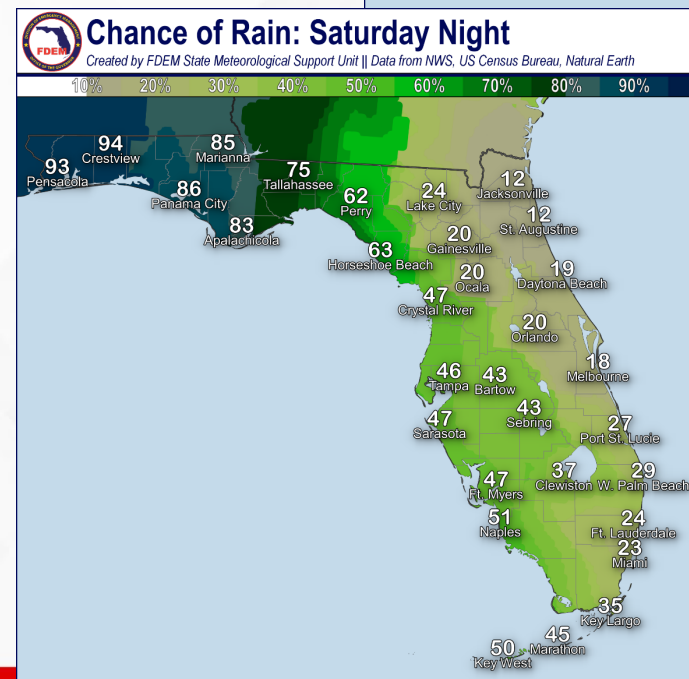 Chance of Rain: Saturday Night
Created by FDEM State Meteorological Support Unit || Data from NWS, US Census Bureau, Natural Earth
FDEM
10% 20% 30% 40% 50% 60% 70% 80% 90%
94
Crestview
85
Marianna
93
Pensacola
75
Tallahassee
86
Panama City
62
Perry
24
Lake City
12
Jacksonville
83
Apalachicola
12
St. Augustine
20
Gainesville
63
Horseshoe Beach
20
Ocala
19
Daytona Beach
47
Crystal River
20
Orlando
18
Melbourne
46
Tampa
43
Bartow
43
Sebring
47
Sarasota
27
Port St. Lucie
47
Ft. Myers
37
Clewiston
29
W. Palm Beach
51
Naples
24
Ft. Lauderdale
23
Miami
35
Key Largo
45
Marathon
50
Key West